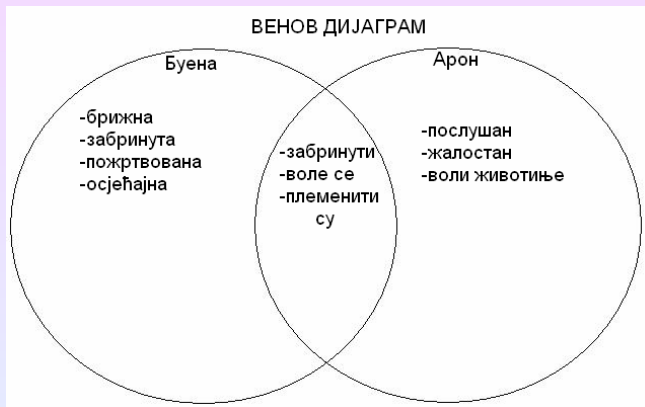 ВЕНОВ ДИЈАГРАМ
Буена
-брижна
-забринута
-пожртвована
-осјећајна
-забринути
-воле се
-племенити
су
Арон
-послушан
-жалостан
-воли животиње